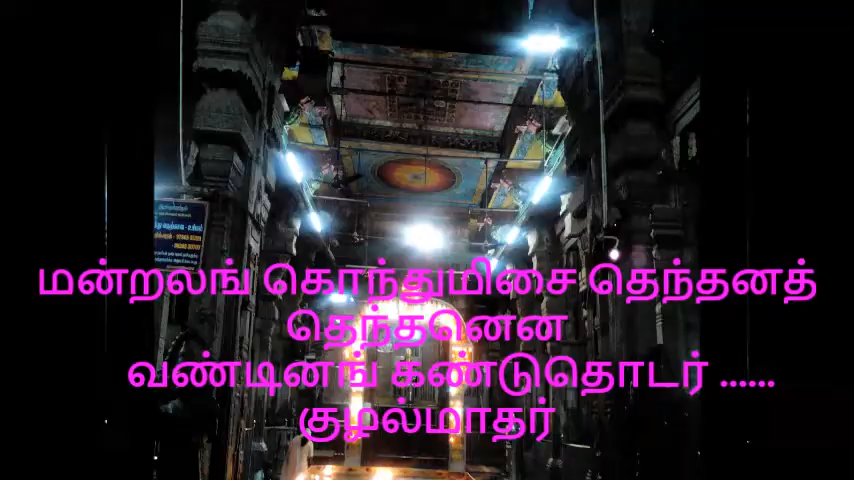 மன்றலங் கொந்துமிசை தெந்தனத்
தெந்தனென
வண்டினங் கண்டுதொடர் ......
குழல்மாதர்